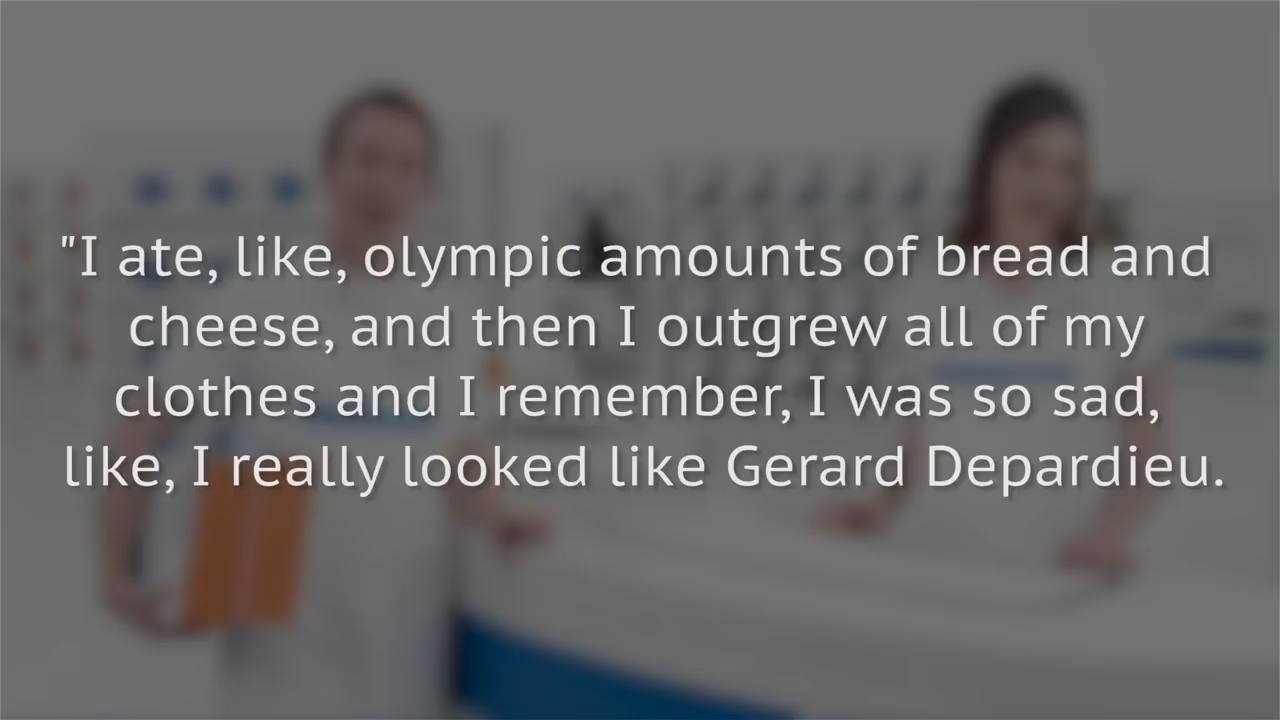 "I ate, like, olympic amounts of bread and
cheese, and then I outgrew all of my
clothes and I remember, I was so sad,
like, I really looked like Gerard Depardieu.